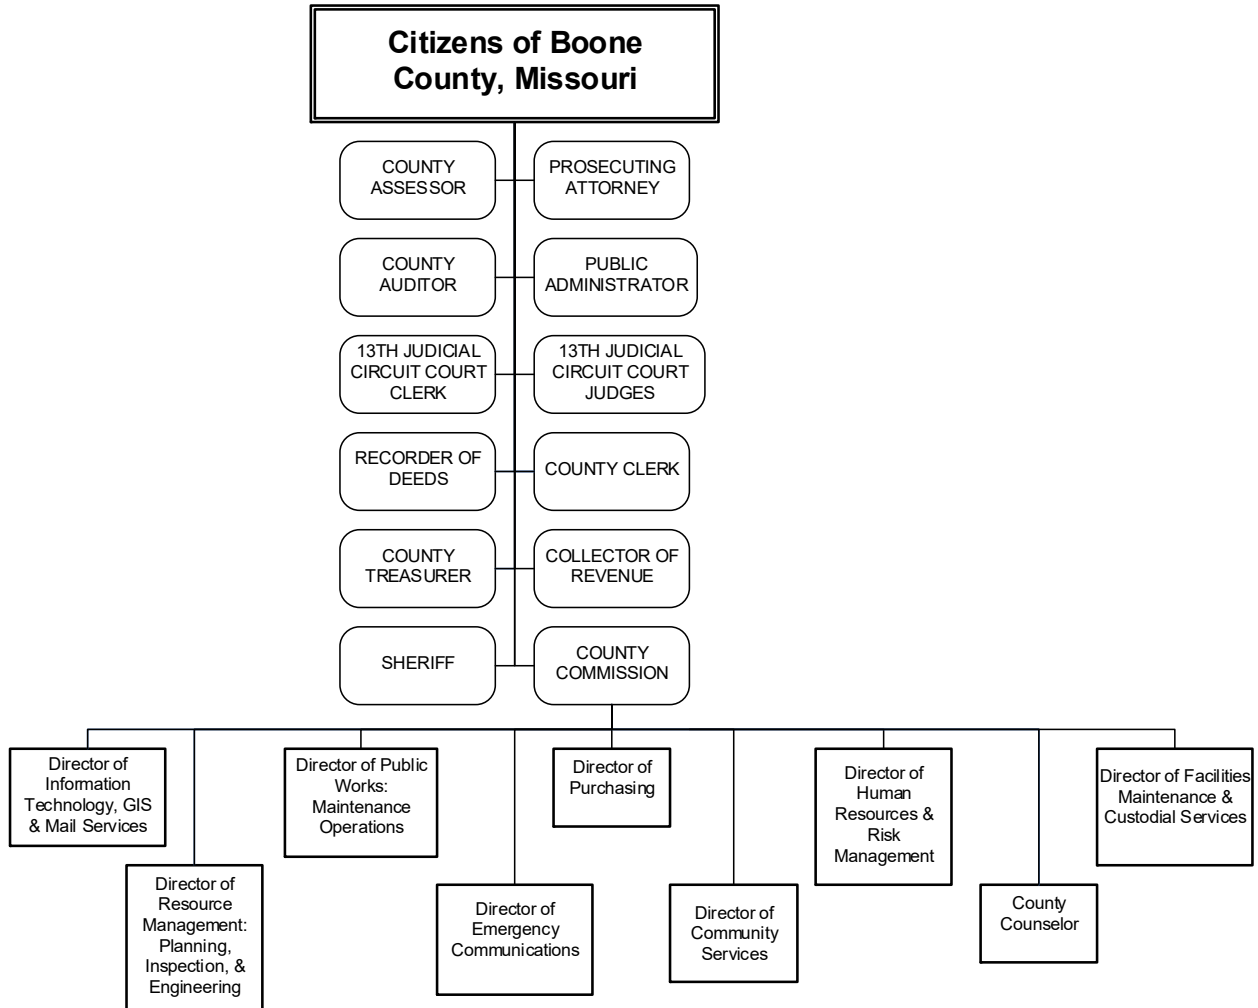 Citizens of Boone
County, Missouri
COUNTY
ASSESSOR
PROSECUTING
ATTORNEY
COUNTY
AUDITOR
PUBLIC
ADMINISTRATOR
13TH JUDICIAL
CIRCUIT COURT
CLERK
13TH JUDICIAL
CIRCUIT COURT
JUDGES
RECORDER OF
DEEDS
COUNTY CLERK
COUNTY
TREASURER
COLLECTOR OF
REVENUE
SHERIFF
COUNTY
COMMISSION
Director of
Information
Technology, GIS
& Mail Services
Director of Public
Works:
Maintenance
Operations
Director of
Purchasing
Director of
Human
Resources &
Risk
Management
Director of Facilities
Maintenance &
Custodial Services
Director of
Resource
Management:
Planning,
Inspection, &
Engineering
Director of
Emergency
Communications
Director of
Community
Services
County
Counselor